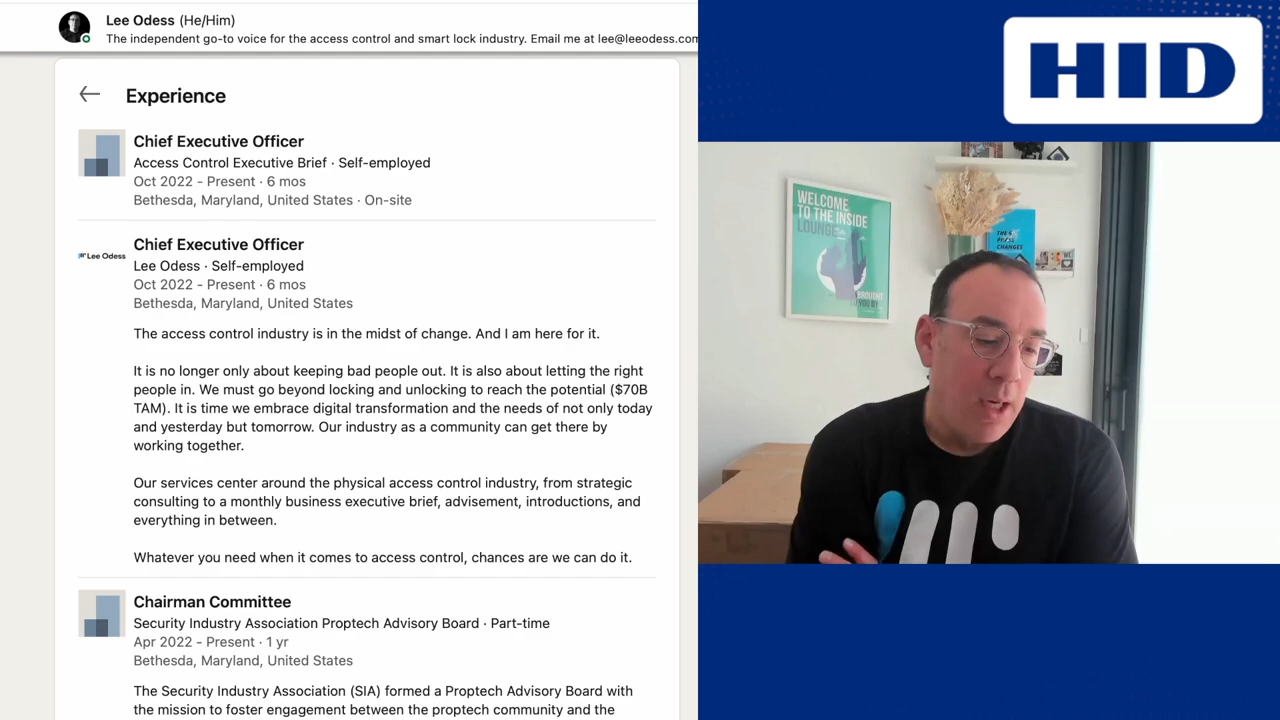 Lee Odess (He/Him)
The independent go-to voice for the access control and smart lock industry. Email me at lee@leeodess.com
Experience
Chief Executive Officer
Access Control Executive Brief · Self-employed
Oct 2022 - Present · 6 mos
Bethesda, Maryland, United States · On-site
Lee Odess
Chief Executive Officer
Lee Odess · Self-employed
Oct 2022 - Present · 6 mos
Bethesda, Maryland, United States
The access control industry is in the midst of change. And I am here for it.
It is no longer only about keeping bad people out. It is also about letting the right
people in. We must go beyond locking and unlocking to reach the potential ($70B
TAM). It is time we embrace digital transformation and the needs of not only today
and yesterday but tomorrow. Our industry as a community can get there by
working together.
Our services center around the physical access control industry, from strategic
consulting to a monthly business executive brief, advisement, introductions, and
everything in between.
Whatever you need when it comes to access control, chances are we can do it.
Chairman Committee
Security Industry Association Proptech Advisory Board · Part-time
Apr 2022 - Present · 1 yr
Bethesda, Maryland, United States
The Security Industry Association (SIA) formed a Proptech Advisory Board with
the mission to foster engagement between the proptech community and the
HID
WELCOME
TO THE INSIDE
LOUNGE
BROUGHT
TO YOU BY
THE 6
CHANGES